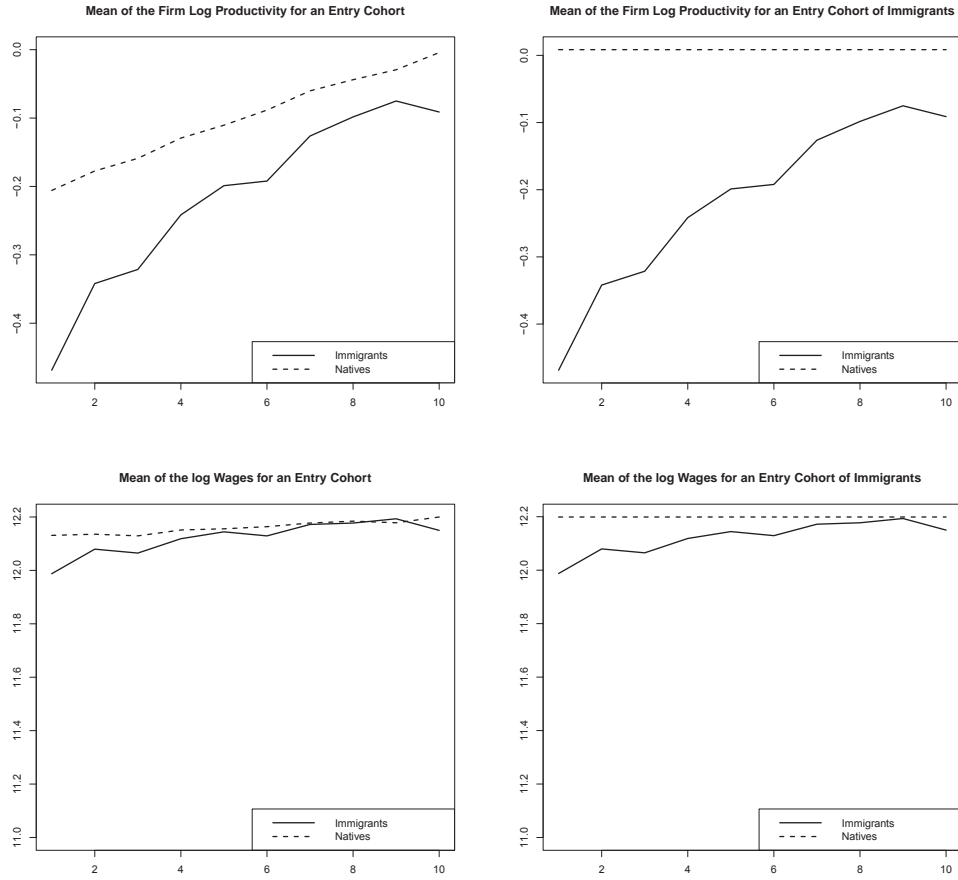 Mean of the Firm Log Productivity for an Entry Cohort
0.0
−0.1
−0.2
−0.3
−0.4
2 4 6 8 10
Immigrants
Natives
Mean of the Firm Log Productivity for an Entry Cohort of Immigrants
0.0
−0.1
−0.2
−0.3
−0.4
2 4 6 8 10
Immigrants
Natives
Mean of the log Wages for an Entry Cohort
12.2
12.0
11.8
11.6
11.4
11.2
11.0
2 4 6 8 10
Immigrants
Natives
Mean of the log Wages for an Entry Cohort of Immigrants
12.2
12.0
11.8
11.6
11.4
11.2
11.0
2 4 6 8 10
Immigrants
Natives